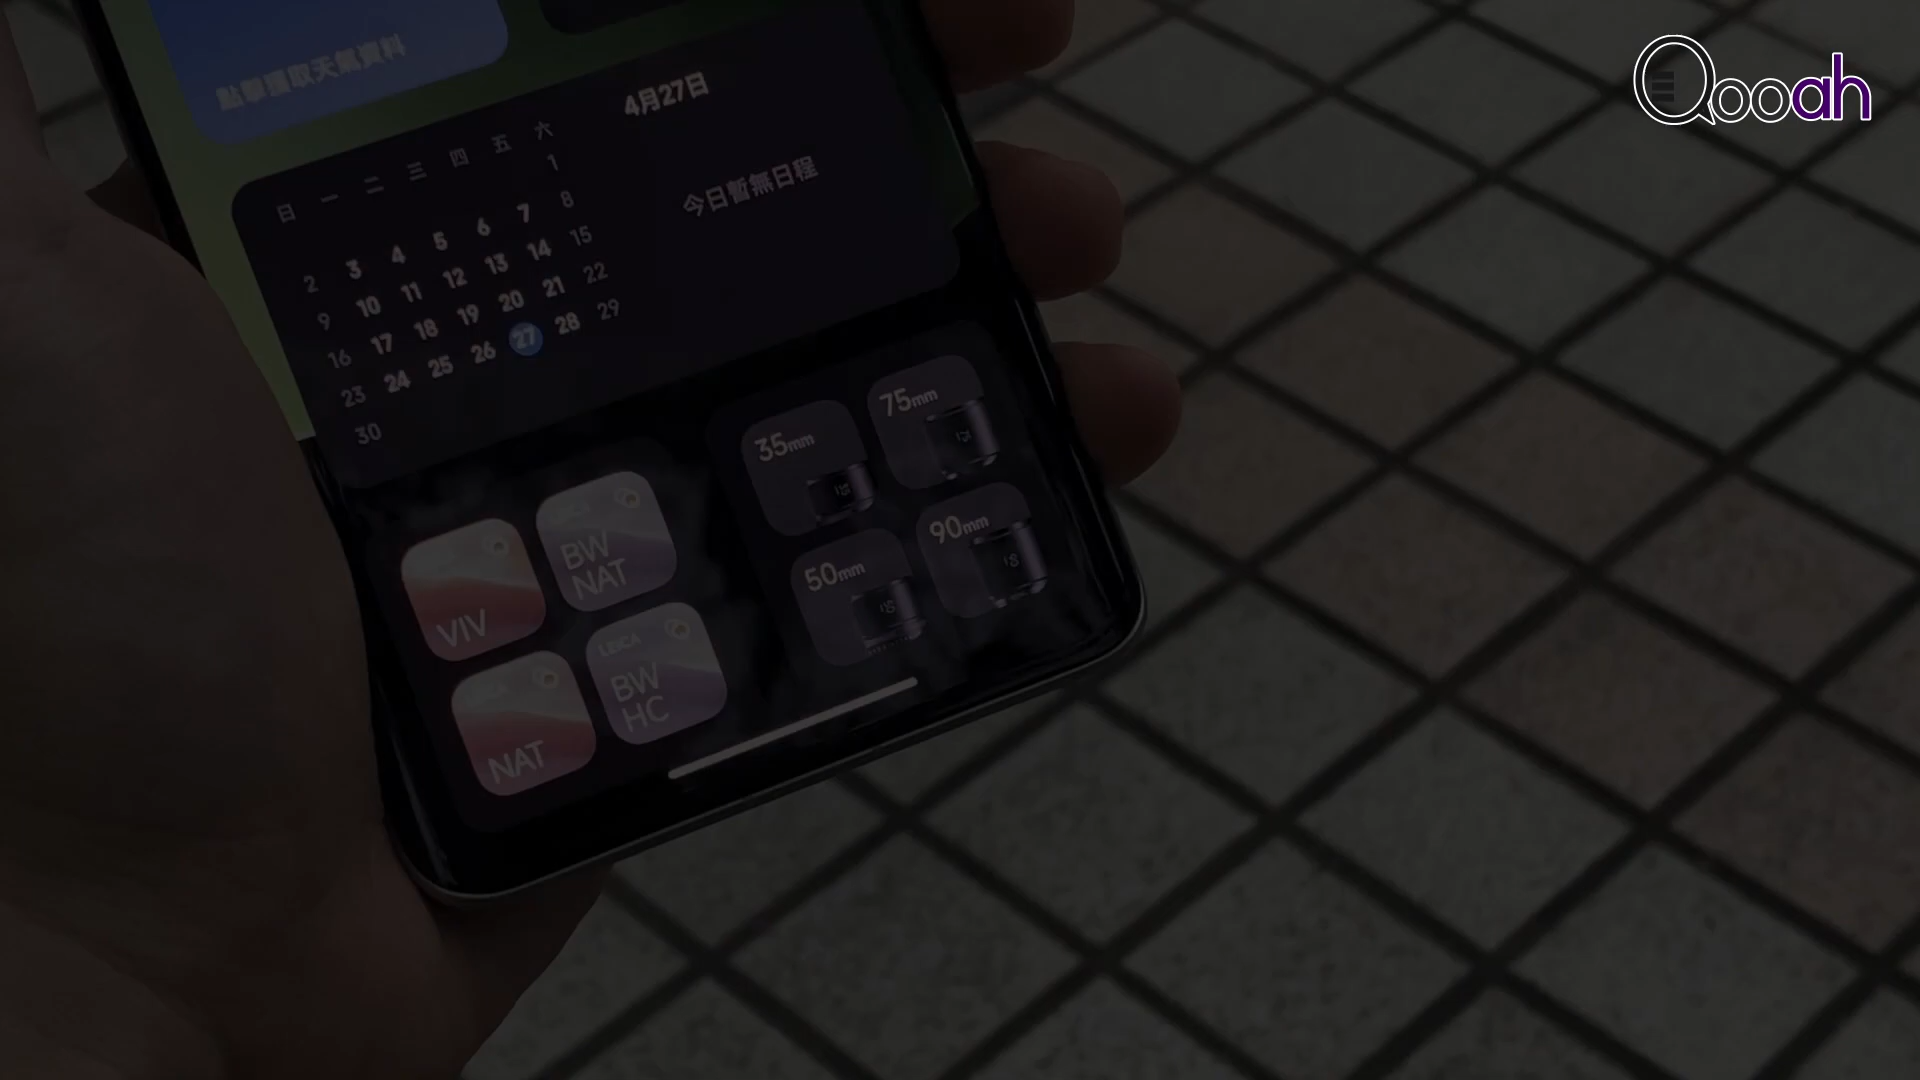 Qooah
點擊獲取天氣資料
4月27日
今日暫無日程
日 一 二 三 四 五 六
1
2 3 4 5 6 7 8
9 10 11 12 13 14 15
16 17 18 19 20 21 22
23 24 25 26 27 28 29
30
35mm
75mm
50mm
90mm
VIV
BW
NAT
NAT
LEICA
BW
HC